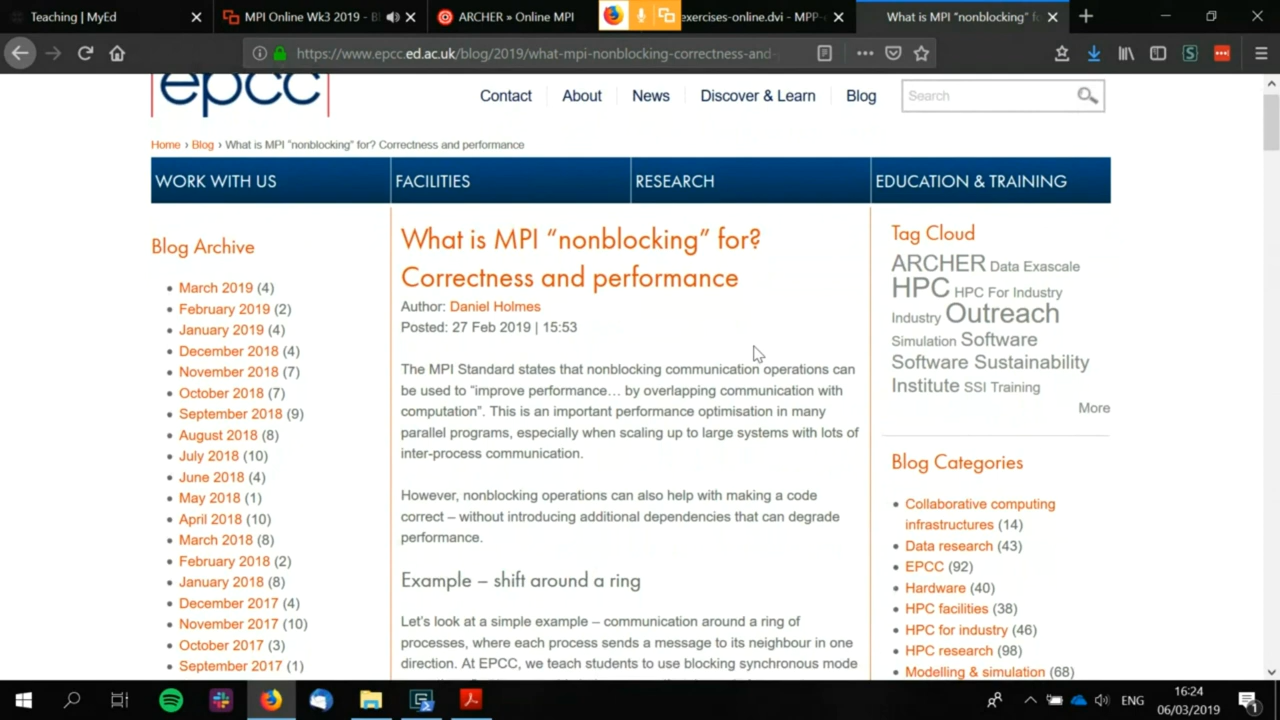 Teaching | MyEd
MPI Online Wk3 2019 - B
ARCHER » Online MPI
exercises-online.dvi - MPP-
What is MPI “nonblocking” fo
https://www.epcc.ed.ac.uk/blog/2019/what-mpi-nonblocking-correctness-and-
epcc
Contact
About
News
Discover & Learn
Blog
Search
Home › Blog › What is MPI “nonblocking” for? Correctness and performance
WORK WITH US
FACILITIES
RESEARCH
EDUCATION & TRAINING
Blog Archive
March 2019 (4)
February 2019 (2)
January 2019 (4)
December 2018 (4)
November 2018 (7)
October 2018 (7)
September 2018 (9)
August 2018 (8)
July 2018 (10)
June 2018 (4)
May 2018 (1)
April 2018 (10)
March 2018 (8)
February 2018 (2)
January 2018 (8)
December 2017 (4)
November 2017 (10)
October 2017 (3)
September 2017 (1)
What is MPI “nonblocking” for?
Correctness and performance
Author: Daniel Holmes
Posted: 27 Feb 2019 | 15:53
The MPI Standard states that nonblocking communication operations can
be used to “improve performance… by overlapping communication with
computation”. This is an important performance optimisation in many
parallel programs, especially when scaling up to large systems with lots of
inter-process communication.
However, nonblocking operations can also help with making a code
correct – without introducing additional dependencies that can degrade
performance.
Example – shift around a ring
Let’s look at a simple example – communication around a ring of
processes, where each process sends a message to its neighbour in one
direction. At EPCC, we teach students to use blocking synchronous mode
Tag Cloud
ARCHER Data Exascale
HPC HPC For Industry
Industry Outreach
Simulation Software
Software Sustainability
Institute SSI Training
More
Blog Categories
Collaborative computing
infrastructures (14)
Data research (43)
EPCC (92)
Hardware (40)
HPC facilities (38)
HPC for industry (46)
HPC research (98)
Modelling & simulation (68)
ENG
16:24
06/03/2019
1